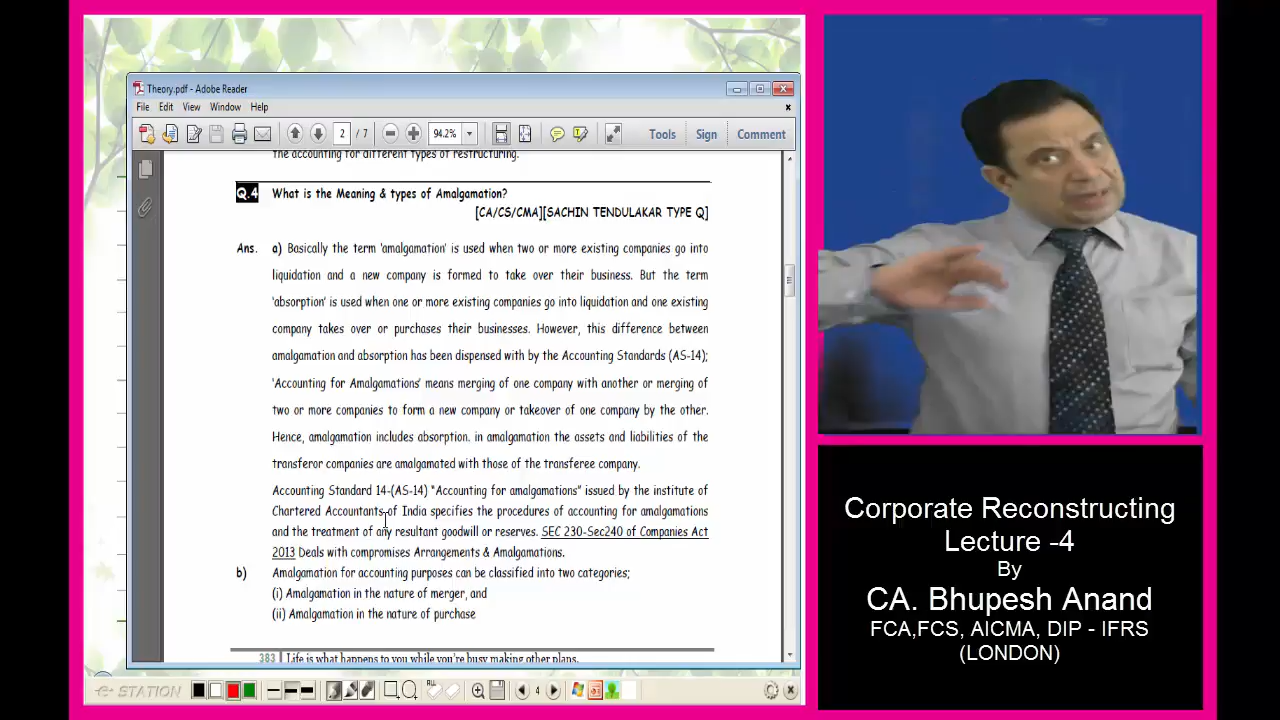 Theory.pdf - Adobe Reader
File Edit View Window Help
2 / 7 94.2% Tools Sign Comment
the accounting for different types of restructuring.
Q.4 What is the Meaning & types of Amalgamation?
[CA/CS/CMA][SACHIN TENDULAKAR TYPE Q]
Ans. a) Basically the term 'amalgamation' is used when two or more existing companies go into
liquidation and a new company is formed to take over their business. But the term
'absorption' is used when one or more existing companies go into liquidation and one existing
company takes over or purchases their businesses. However, this difference between
amalgamation and absorption has been dispensed with by the Accounting Standards (AS-14);
'Accounting for Amalgamations' means merging of one company with another or merging of
two or more companies to form a new company or takeover of one company by the other.
Hence, amalgamation includes absorption. in amalgamation the assets and liabilities of the
transferor companies are amalgamated with those of the transferee company.
Accounting Standard 14-(AS-14) "Accounting for amalgamations" issued by the institute of
Chartered Accountants of India specifies the procedures of accounting for amalgamations
and the treatment of any resultant goodwill or reserves. SEC 230-Sec240 of Companies Act
2013 Deals with compromises Arrangements & Amalgamations.
b) Amalgamation for accounting purposes can be classified into two categories;
(i) Amalgamation in the nature of merger, and
(ii) Amalgamation in the nature of purchase
383 Life is what happens to you while you're busy making other plans.
e-STATION 4
Corporate Reconstructing
Lecture -4
By
CA. Bhupesh Anand
FCA,FCS, AICMA, DIP - IFRS
(LONDON)